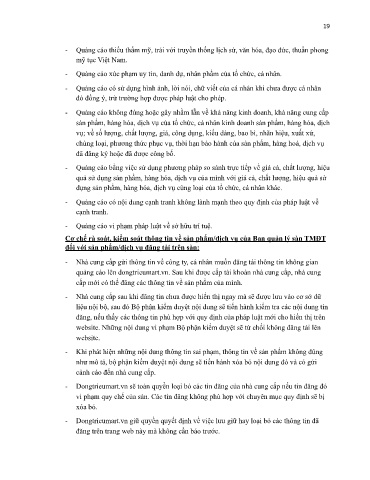 19
- Quảng cáo thiếu thẩm mỹ, trái với truyền thống lịch sử, văn hóa, đạo đức, thuần phong
mỹ tục Việt Nam.
- Quảng cáo xúc phạm uy tín, danh dự, nhân phẩm của tổ chức, cá nhân.
- Quảng cáo có sử dụng hình ảnh, lời nói, chữ viết của cá nhân khi chưa được cá nhân
đó đồng ý, trừ trường hợp được pháp luật cho phép.
- Quảng cáo không đúng hoặc gây nhầm lẫn về khả năng kinh doanh, khả năng cung cấp
sản phẩm, hàng hóa, dịch vụ của tổ chức, cá nhân kinh doanh sản phẩm, hàng hóa, dịch
vụ; về số lượng, chất lượng, giá, công dụng, kiểu dáng, bao bì, nhãn hiệu, xuất xứ,
chủng loại, phương thức phục vụ, thời hạn bảo hành của sản phẩm, hàng hoá, dịch vụ
đã đăng ký hoặc đã được công bố.
- Quảng cáo bằng việc sử dụng phương pháp so sánh trực tiếp về giá cả, chất lượng, hiệu
quả sử dụng sản phẩm, hàng hóa, dịch vụ của mình với giá cả, chất lượng, hiệu quả sử
dụng sản phẩm, hàng hóa, dịch vụ cùng loại của tổ chức, cá nhân khác.
- Quảng cáo có nội dung cạnh tranh không lành mạnh theo quy định của pháp luật về
cạnh tranh.
- Quảng cáo vi phạm pháp luật về sở hữu trí tuệ.
Cơ chế rà soát, kiểm soát thông tin về sản phẩm/dịch vụ của Ban quản lý sàn TMĐT
đối với sản phẩm/dịch vụ đăng tải trên sàn:
- Nhà cung cấp gửi thông tin về công ty, cá nhân muốn đăng tải thông tin không gian
quảng cáo lên dongtrieumart.vn. Sau khi được cấp tài khoản nhà cung cấp, nhà cung
cấp mới có thể đăng các thông tin về sản phẩm của mình.
- Nhà cung cấp sau khi đăng tin chưa được hiển thị ngay mà sẽ được lưu vào cơ sở dữ
liệu nội bộ, sau đó Bộ phận kiểm duyệt nội dung sẽ tiến hành kiểm tra các nội dung tin
đăng, nếu thấy các thông tin phù hợp với quy định của pháp luật mới cho hiển thị trên
website. Những nội dung vi phạm Bộ phận kiểm duyệt sẽ từ chối không đăng tải lên
website.
- Khi phát hiện những nội dung thông tin sai phạm, thông tin về sản phẩm không đúng
như mô tả, bộ phận kiểm duyệt nội dung sẽ tiến hành xóa bỏ nội dung đó và có gửi
cảnh cáo đến nhà cung cấp.
- Dongtrieumart.vn sẽ toàn quyền loại bỏ các tin đăng của nhà cung cấp nếu tin đăng đó
vi phạm quy chế của sàn. Các tin đăng không phù hợp với chuyên mục quy định sẽ bị
xóa bỏ.
- Dongtrieumart.vn giữ quyền quyết định về việc lưu giữ hay loại bỏ các thông tin đã
đăng trên trang web này mà không cần báo trước.